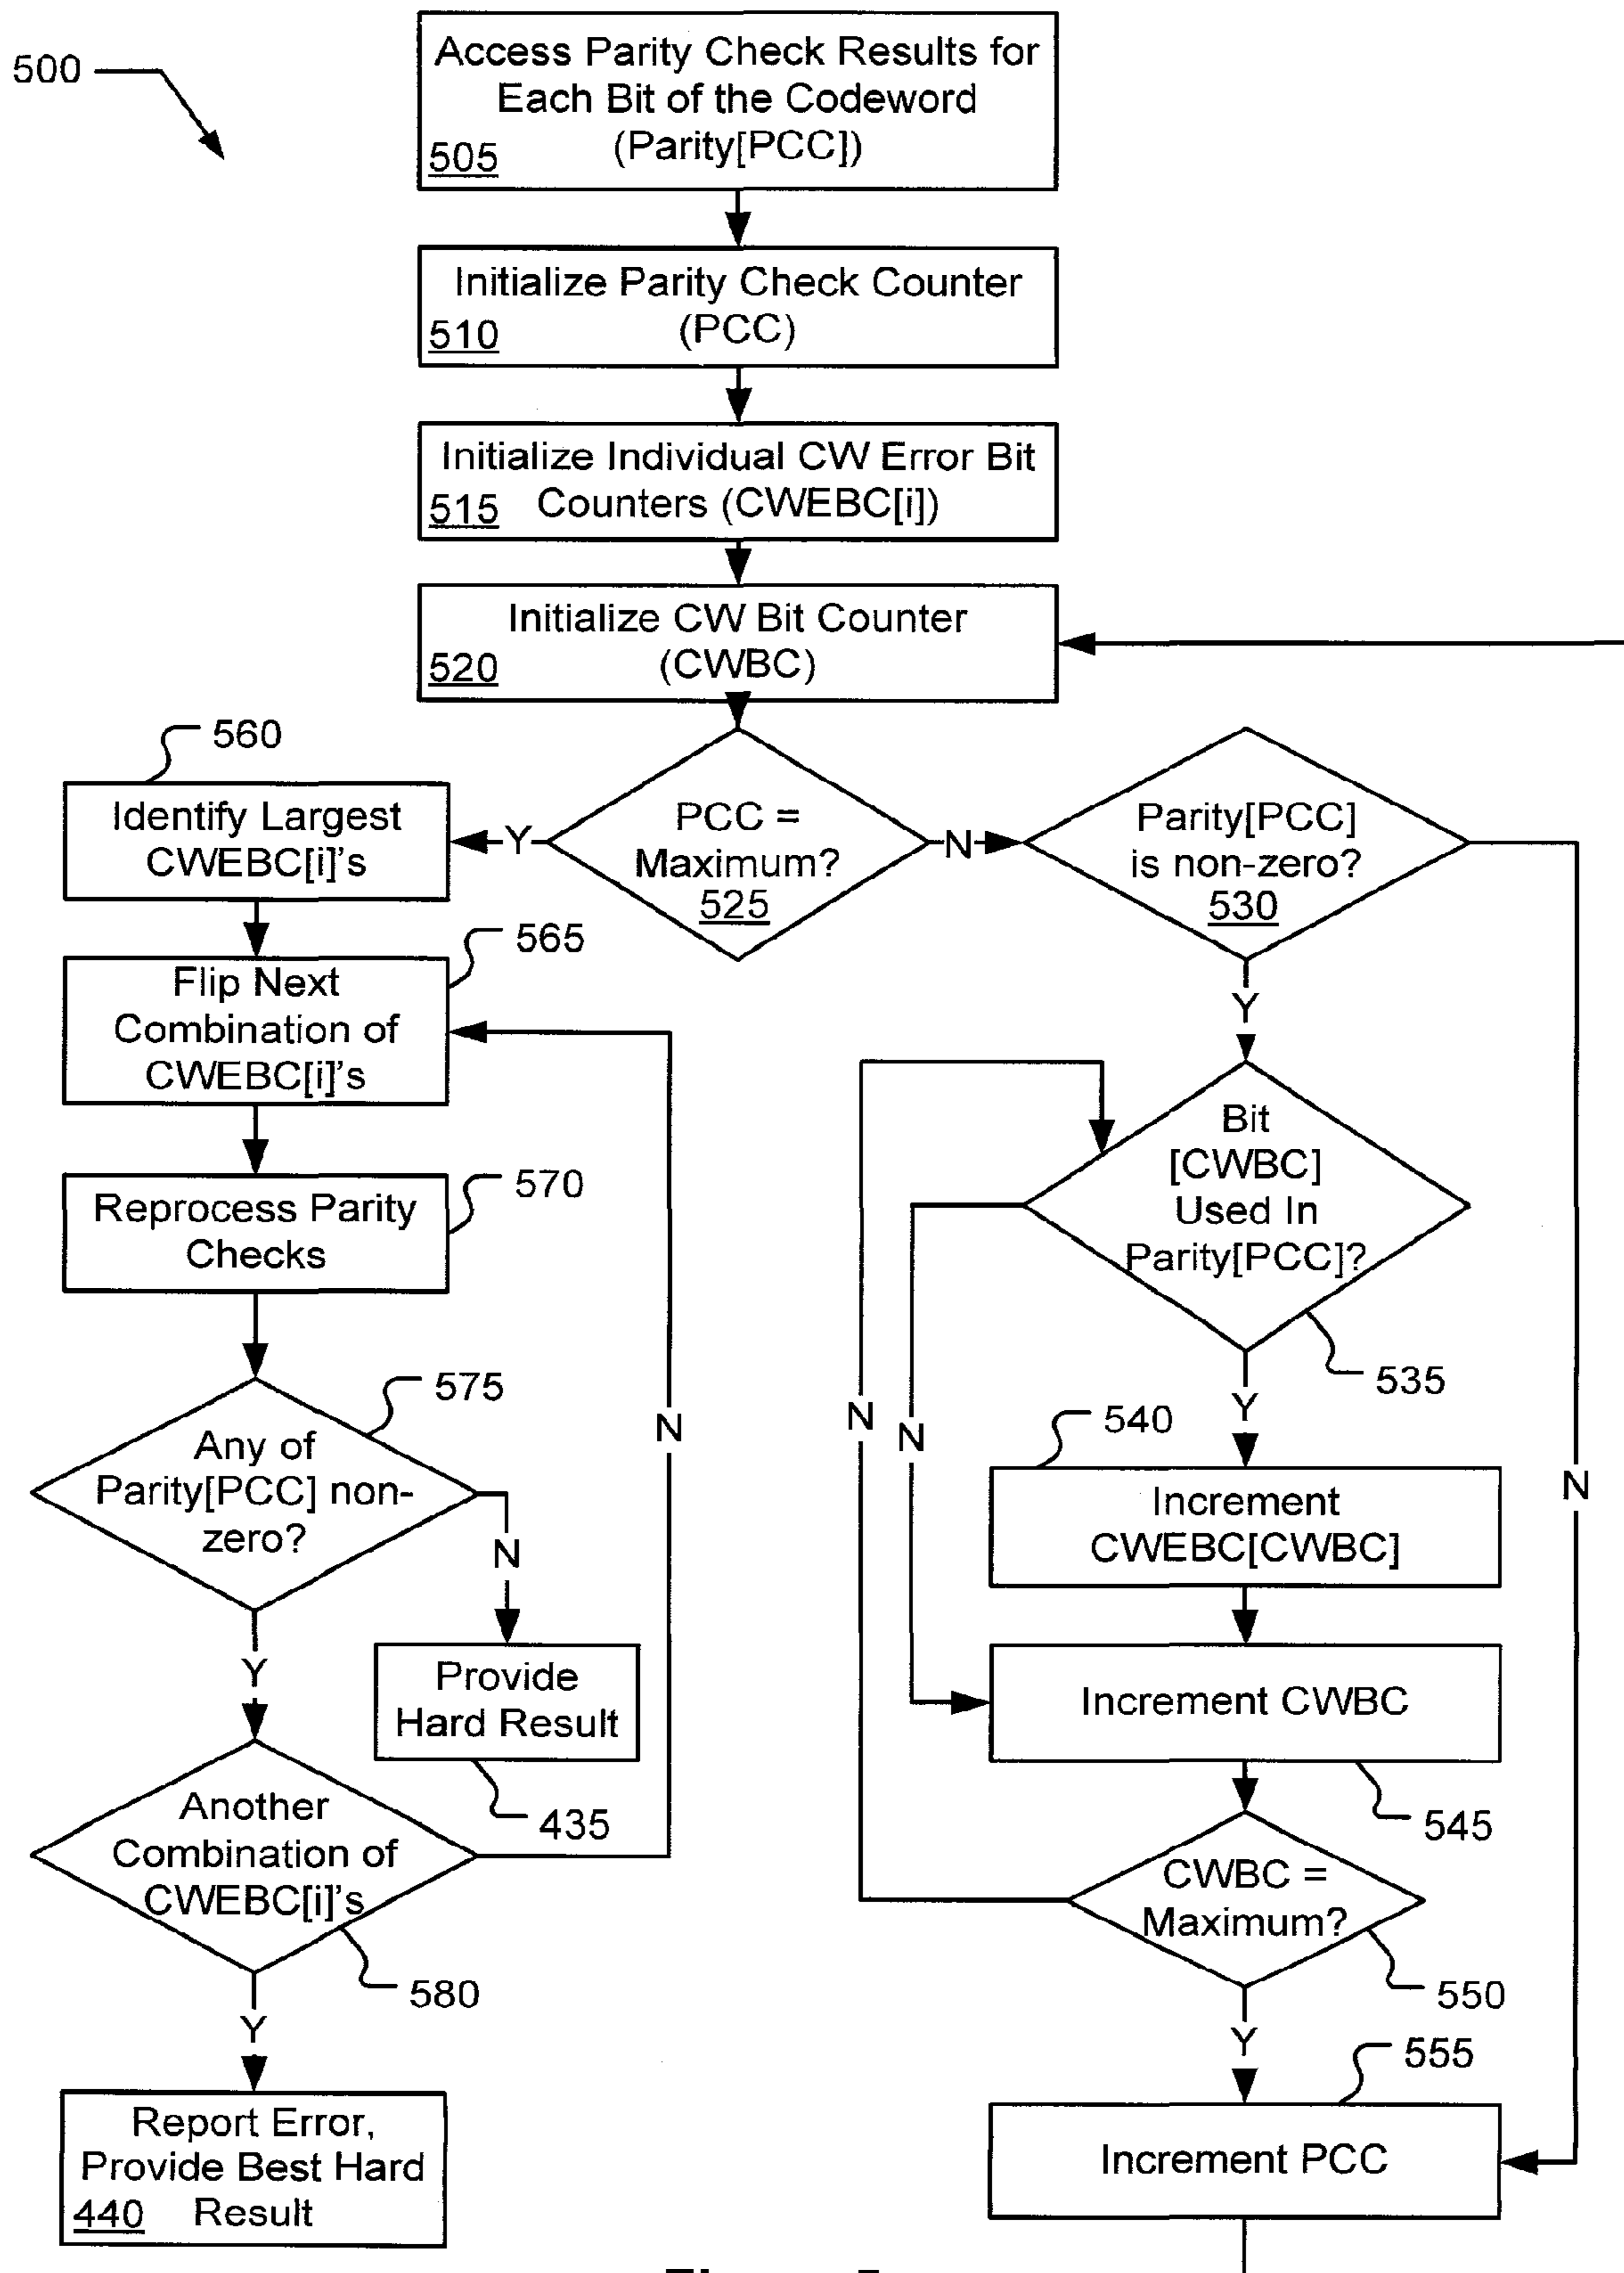 500
Access Parity Check Results for
Each Bit of the Codeword
(Parity[PCC])
505
Initialize Parity Check Counter
(PCC)
510
Initialize Individual CW Error Bit
Counters (CWEBC[i])
515
Initialize CW Bit Counter
(CWBC)
520
PCC =
Maximum?
525
Y
N
Parity[PCC]
is non-zero?
530
Y
N
560
Identify Largest
CWEBC[i]'s
565
Flip Next
Combination of
CWEBC[i]'s
Reprocess Parity
Checks
570
Any of
Parity[PCC] non-
zero?
575
N
Y
Provide
Hard Result
435
Another
Combination of
CWEBC[i]'s
580
N
Y
Report Error,
Provide Best Hard
Result
440
Bit
[CWBC]
Used In
Parity[PCC]?
535
Y
N
540
Increment
CWEBC[CWBC]
Increment CWBC
545
CWBC =
Maximum?
550
N
Y
555
Increment PCC